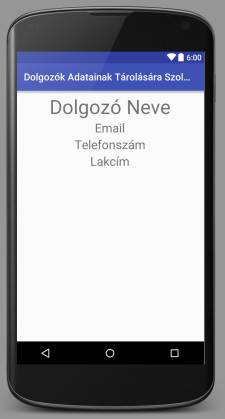 6:00
Dolgozók Adatainak Tárolására Szol...
Dolgozó Neve
Email
Telefonszám
Lakcím